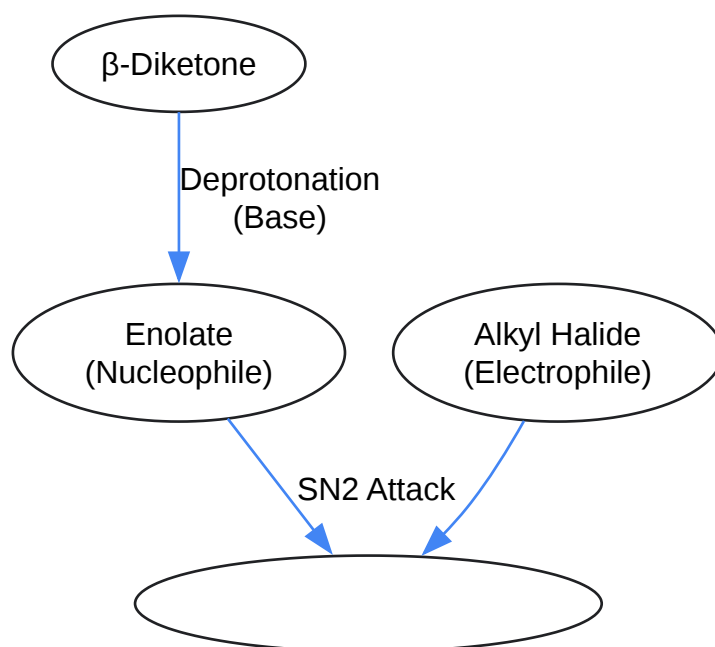 β-Diketone
Deprotonation
(Base)
Enolate
(Nucleophile)
Alkyl Halide
(Electrophile)
SN2 Attack